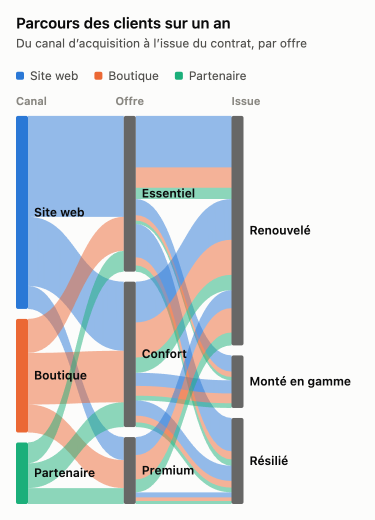 Parcours des clients sur un an
Du canal d’acquisition à l’issue du contrat, par offre
Site web
Boutique
Partenaire
Canal
Offre
Issue
Essentiel
Site web
Renouvelé
Confort
Boutique
Monté en gamme
Résilié
Premium
Partenaire